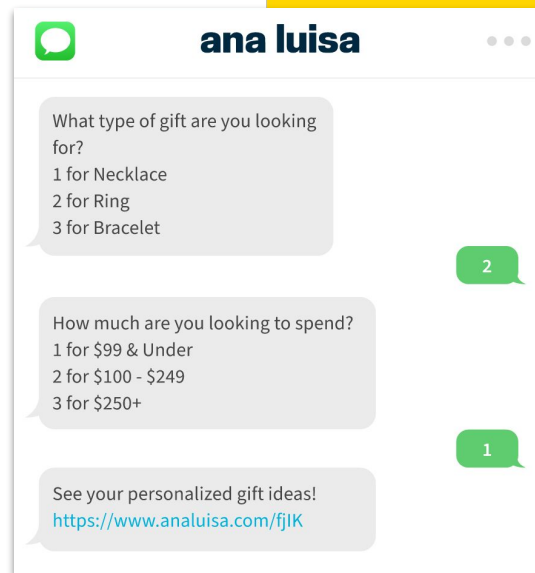 ana luisa
What type of gift are you looking
for?
1 for Necklace
2 for Ring
3 for Bracelet
2
How much are you looking to spend?
1 for $99 & Under
2 for $100 - $249
3 for $250+
1
See your personalized gift ideas!
https://www.analuisa.com/fjIK